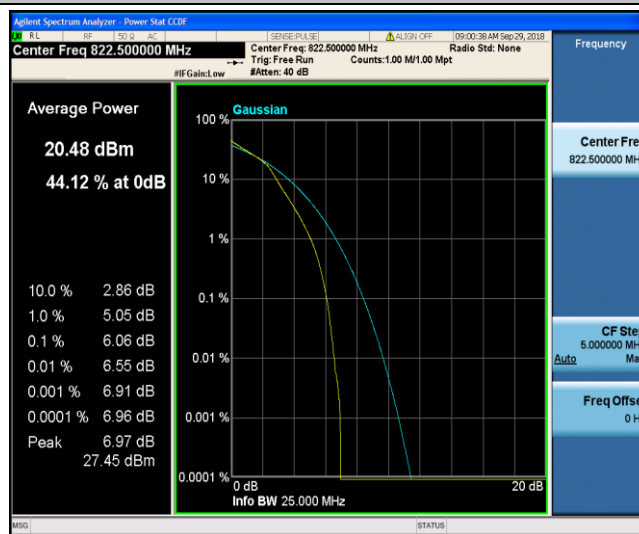 Agilent Spectrum Analyzer - Power Stat CCDF
RL RF 50 Ω AC SENSE:PULSE ALIGN OFF 09:00:38 AM Sep 29, 2018
Center Freq 822.500000 MHz
Center Freq: 822.500000 MHz Radio Std: None
Trig: Free Run Counts:1.00 M/1.00 Mpt
#IFGain:Low #Atten: 40 dB
Frequency
Average Power
20.48 dBm
44.12 % at 0dB
10.0 % 2.86 dB
1.0 % 5.05 dB
0.1 % 6.06 dB
0.01 % 6.55 dB
0.001 % 6.91 dB
0.0001 % 6.96 dB
Peak 6.97 dB
27.45 dBm
Gaussian
100 %
10 %
1 %
0.1 %
0.01 %
0.001 %
0.0001 %
0 dB 20 dB
Info BW 25.000 MHz
Center Fre
822.500000 MH
CF Ste
5.000000 MH
Auto Ma
Freq Offse
0 H
MSG STATUS